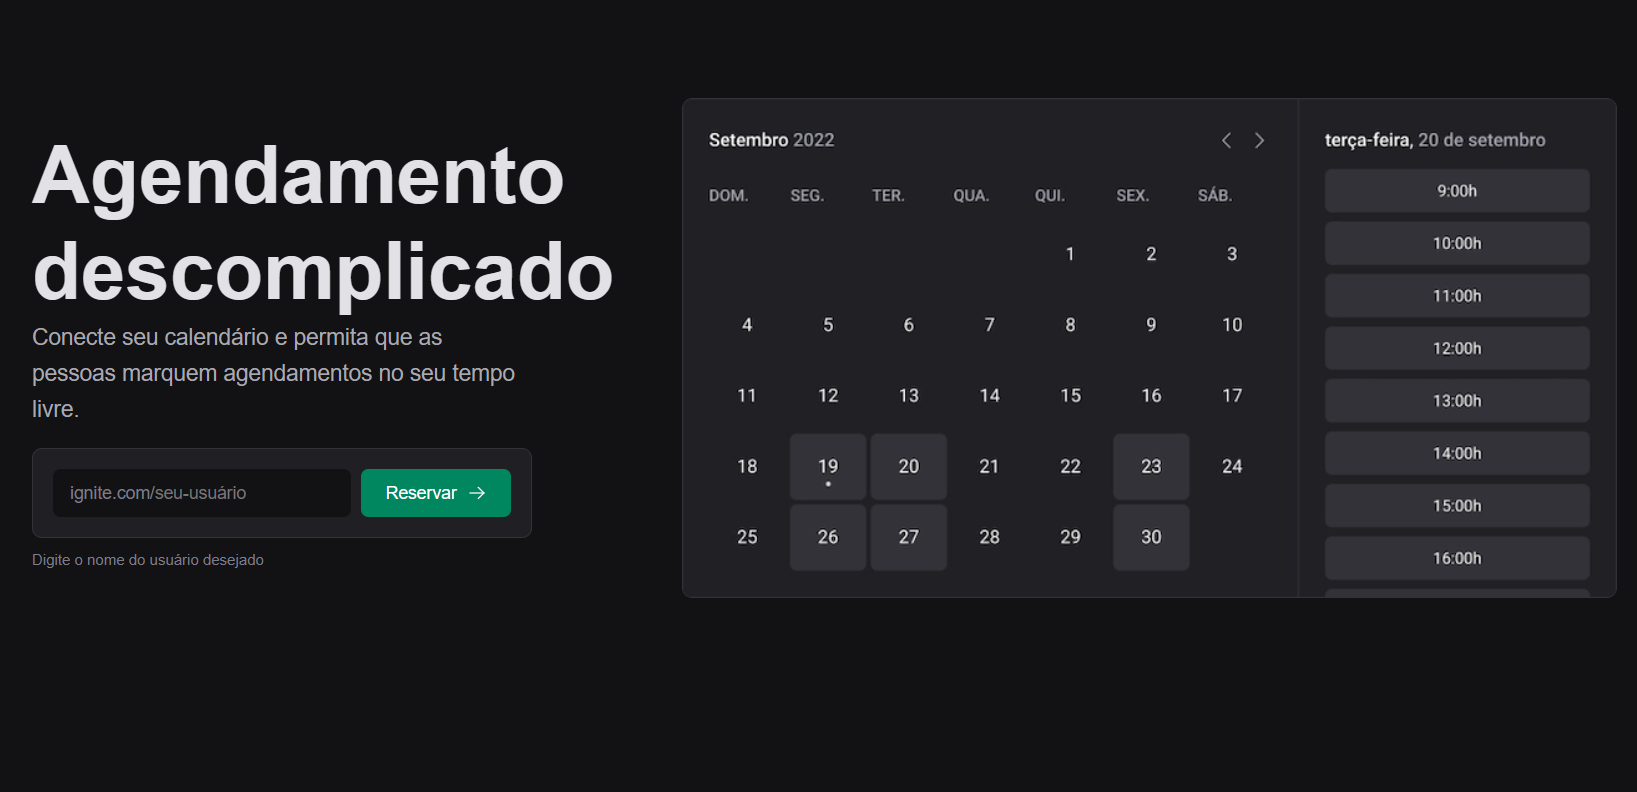 Agendamento
descomplicado
Conecte seu calendário e permita que as
pessoas marquem agendamentos no seu tempo
livre.
ignite.com/seu-usuário
Reservar
Digite o nome do usuário desejado
Setembro 2022
DOM. SEG. TER. QUA. QUI. SEX. SÁB.
1 2 3
4 5 6 7 8 9 10
11 12 13 14 15 16 17
18 19 20 21 22 23 24
25 26 27 28 29 30
terça-feira, 20 de setembro
9:00h
10:00h
11:00h
12:00h
13:00h
14:00h
15:00h
16:00h